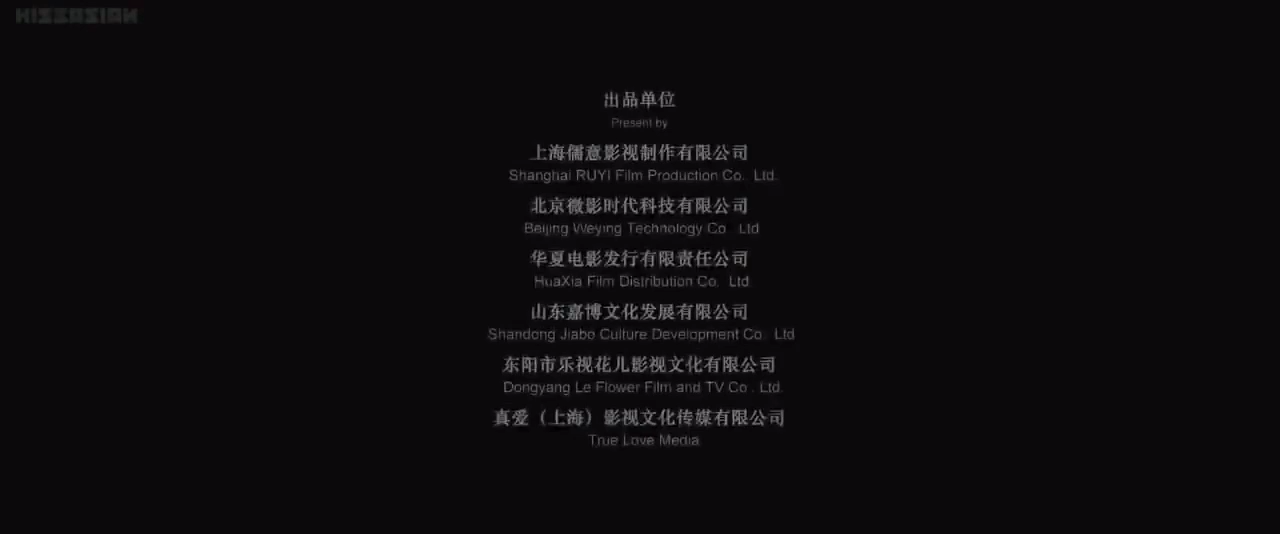 KISSASIAN
出品单位
Present by
上海儒意影视制作有限公司
Shanghai RUYI Film Production Co. Ltd.
北京微影时代科技有限公司
Beijing Weying Technology Co. Ltd
华夏电影发行有限责任公司
HuaXia Film Distribution Co. Ltd
山东嘉博文化发展有限公司
Shandong Jiabo Culture Development Co. Ltd
东阳市乐视花儿影视文化有限公司
Dongyang Le Flower Film and TV Co. Ltd.
真爱（上海）影视文化传媒有限公司
True Love Media